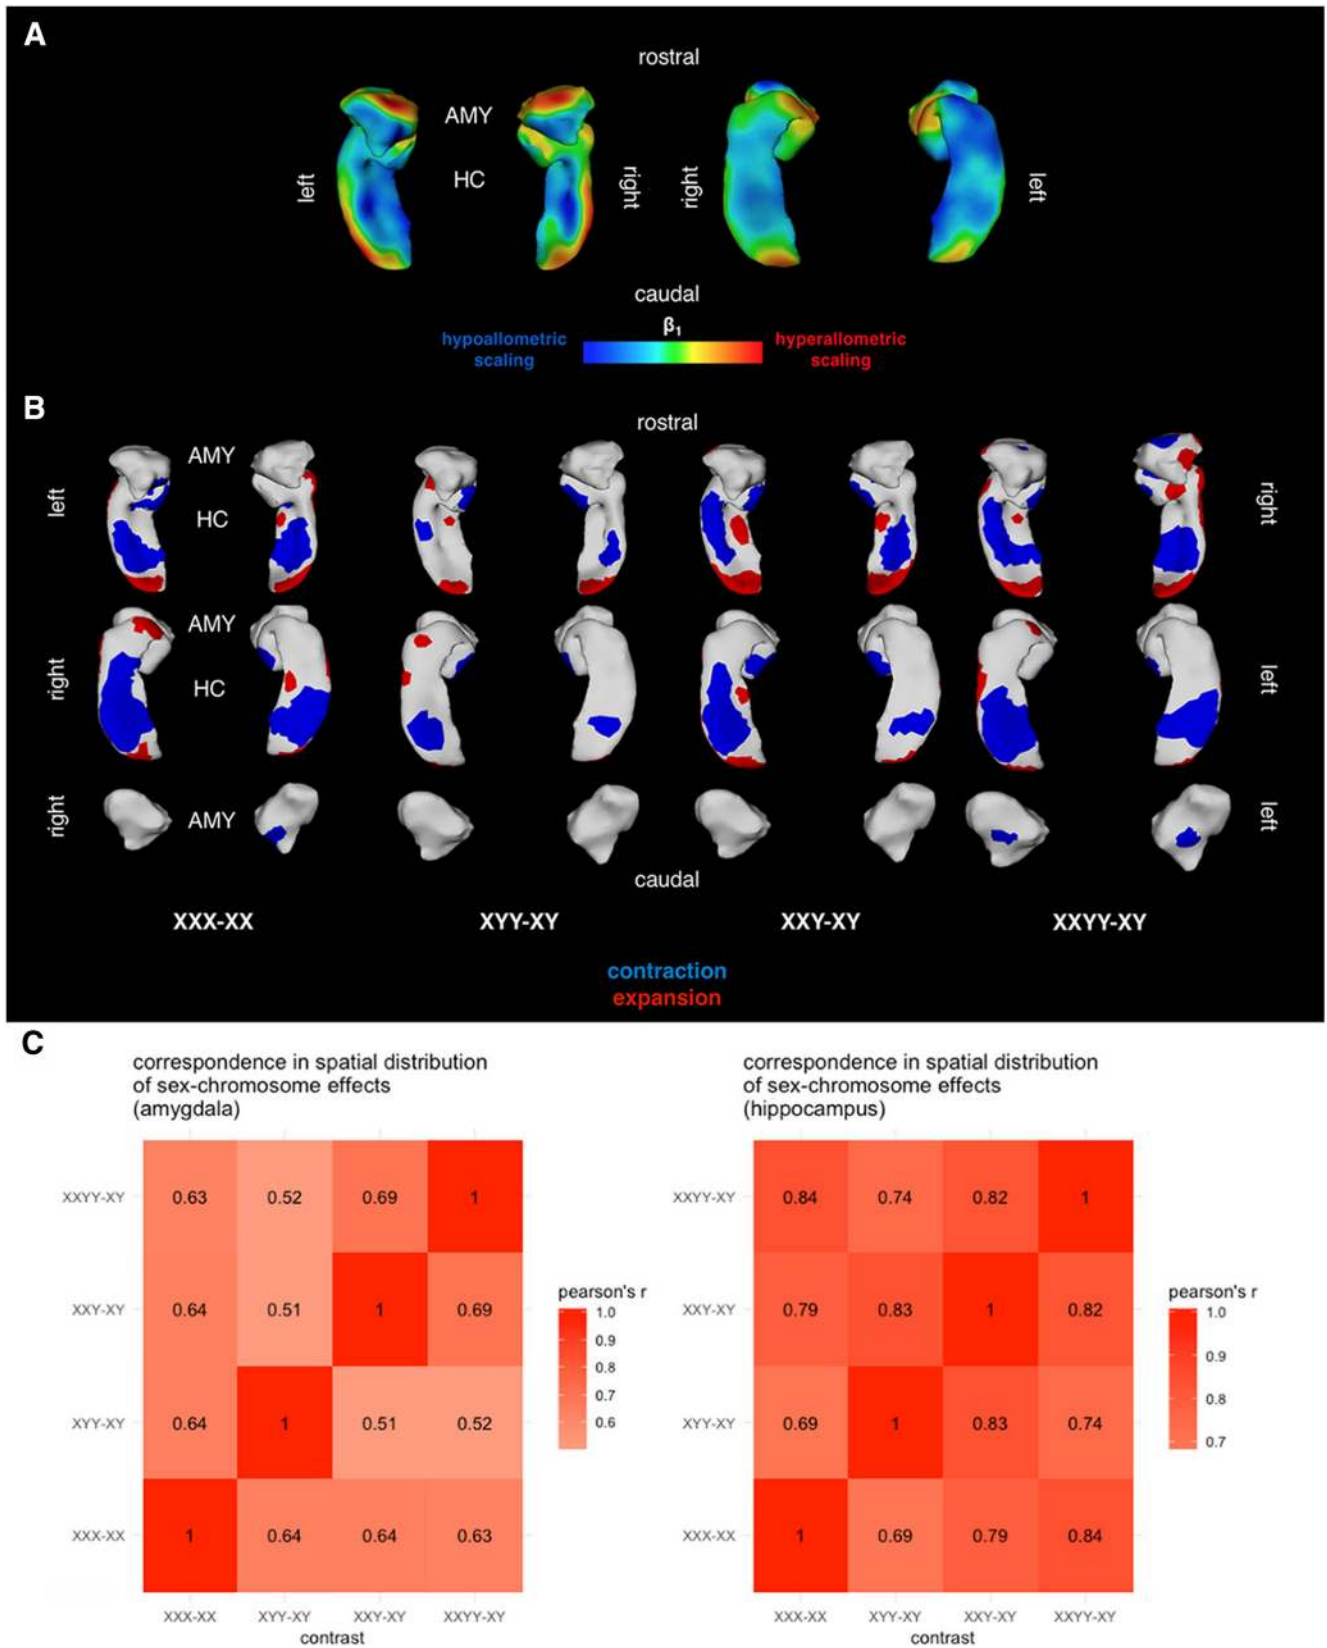 A
rostral
AMY
HC
left
right
right
left
caudal
β1
hypoallometric
scaling
hyperallometric
scaling
B
rostral
AMY
left
HC
right
AMY
right
HC
left
right
AMY
left
caudal
XXX-XX
XYY-XY
XXY-XY
XXYY-XY
contraction
expansion
C
correspondence in spatial distribution
of sex-chromosome effects
(amygdala)
XXYY-XY
0.63 0.52 0.69 1
XXY-XY
0.64 0.51 1 0.69
XYY-XY
0.64 1 0.51 0.52
XXX-XX
1 0.64 0.64 0.63
XXX-XX XYY-XY XXY-XY XXYY-XY
contrast
pearson's r
1.0
0.9
0.8
0.7
0.6
correspondence in spatial distribution
of sex-chromosome effects
(hippocampus)
XXYY-XY
0.84 0.74 0.82 1
XXY-XY
0.79 0.83 1 0.82
XYY-XY
0.69 1 0.83 0.74
XXX-XX
1 0.69 0.79 0.84
XXX-XX XYY-XY XXY-XY XXYY-XY
contrast
pearson's r
1.0
0.9
0.8
0.7